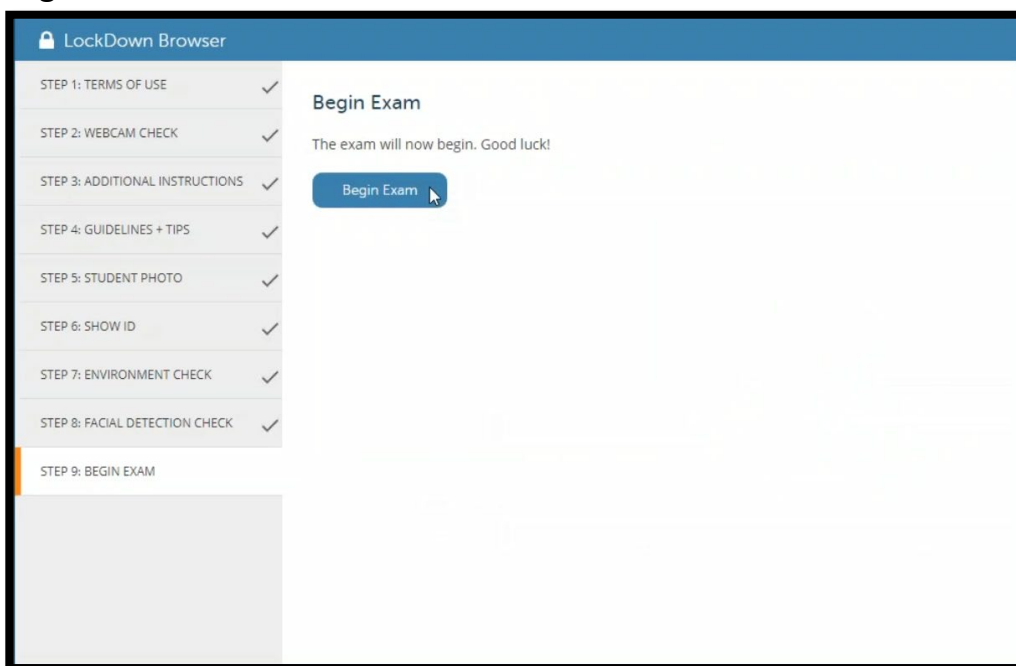 LockDown Browser
STEP 1: TERMS OF USE
STEP 2: WEBCAM CHECK
STEP 3: ADDITIONAL INSTRUCTIONS
STEP 4: GUIDELINES + TIPS
STEP 5: STUDENT PHOTO
STEP 6: SHOW ID
STEP 7: ENVIRONMENT CHECK
STEP 8: FACIAL DETECTION CHECK
STEP 9: BEGIN EXAM
Begin Exam
The exam will now begin. Good luck!
Begin Exam